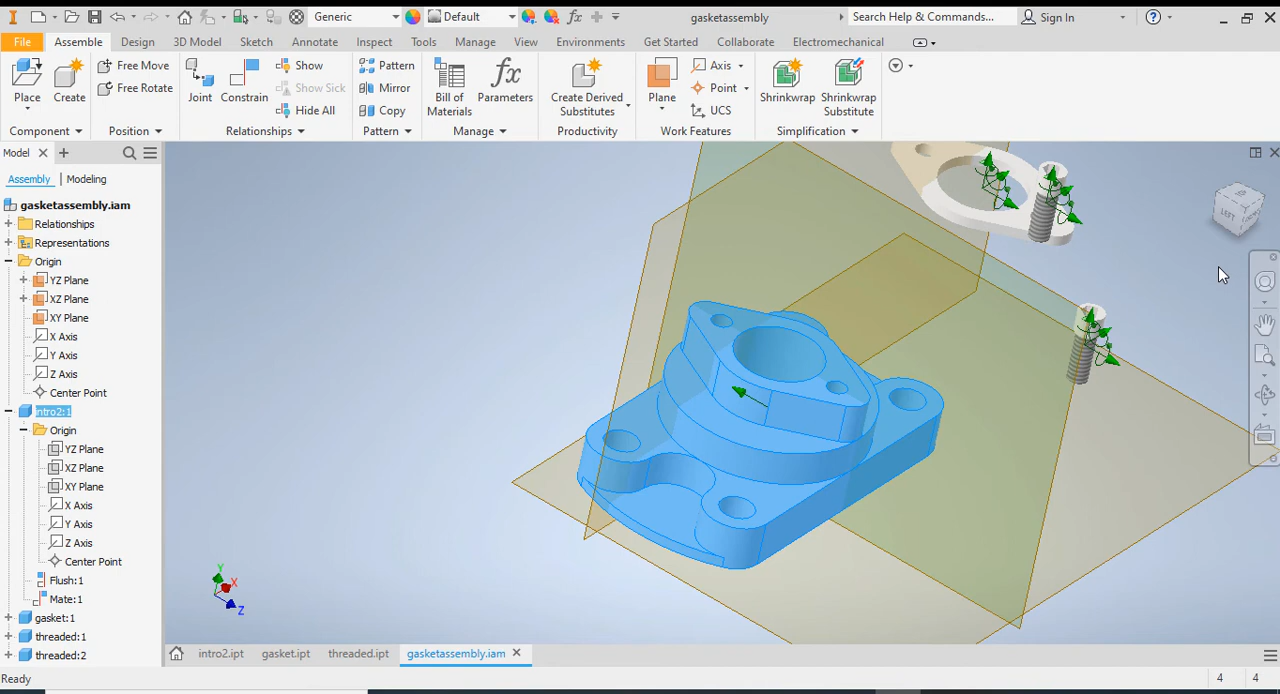 Generic
Default
fx
gasketassembly
Search Help & Commands...
Sign In
File
Assemble
Design
3D Model
Sketch
Annotate
Inspect
Tools
Manage
View
Environments
Get Started
Collaborate
Electromechanical
Place
Create
Free Move
Free Rotate
Joint
Constrain
Show
Show Sick
Hide All
Pattern
Mirror
Copy
Bill of
Materials
fx
Parameters
Create Derived
Substitutes
Plane
Axis
Point
UCS
Shrinkwrap
Shrinkwrap
Substitute
Component
Position
Relationships
Pattern
Manage
Productivity
Work Features
Simplification
Model
Assembly
Modeling
gasketassembly.iam
Relationships
Representations
Origin
YZ Plane
XZ Plane
XY Plane
X Axis
Y Axis
Z Axis
Center Point
intro2:1
Origin
YZ Plane
XZ Plane
XY Plane
X Axis
Y Axis
Z Axis
Center Point
Flush:1
Mate:1
gasket:1
threaded:1
threaded:2
LEFT
Y
X
Z
intro2.ipt
gasket.ipt
threaded.ipt
gasketassembly.iam
Ready
4
4